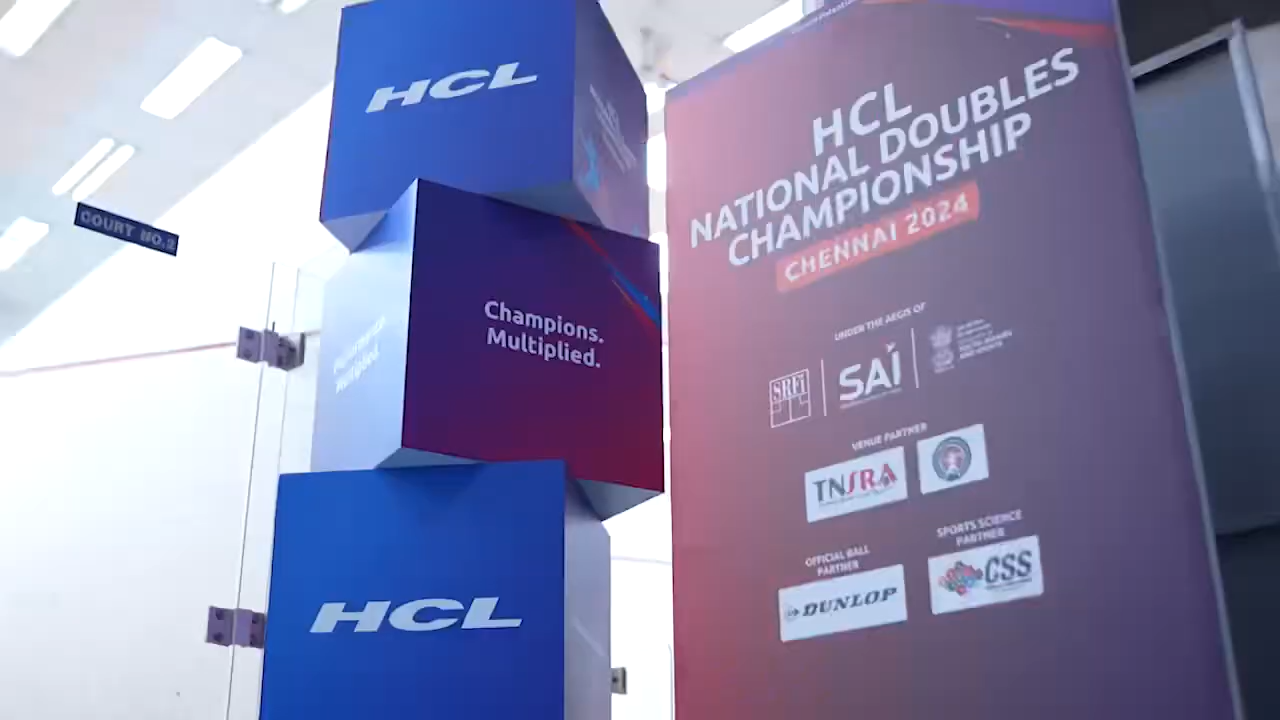 HCL
COURT NO.2
Champions.
Multiplied.
Multiplied.
HCL
HCL
NATIONAL DOUBLES
CHAMPIONSHIP
CHENNAI 2024
UNDER THE AEGIS OF
SRFI
SAI
VENUE PARTNER
TNSRA
OFFICIAL BALL
PARTNER
DUNLOP
SPORTS SCIENCE
PARTNER
CSS